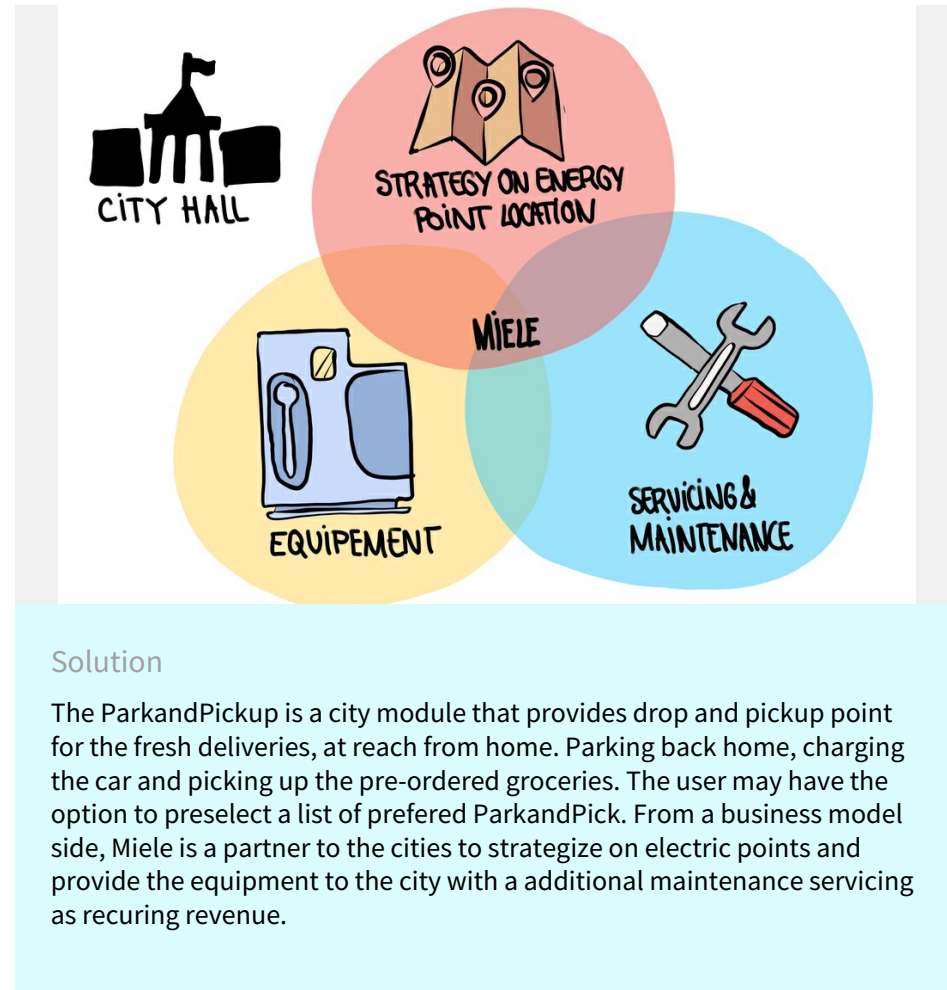 CITY HALL
STRATEGY ON ENERGY
POINT LOCATION
MIELE
EQUIPEMENT
SERVICING &
MAINTENANCE
Solution
The ParkandPickup is a city module that provides drop and pickup point
for the fresh deliveries, at reach from home. Parking back home, charging
the car and picking up the pre-ordered groceries. The user may have the
option to preselect a list of prefered ParkandPick. From a business model
side, Miele is a partner to the cities to strategize on electric points and
provide the equipment to the city with a additional maintenance servicing
as recuring revenue.